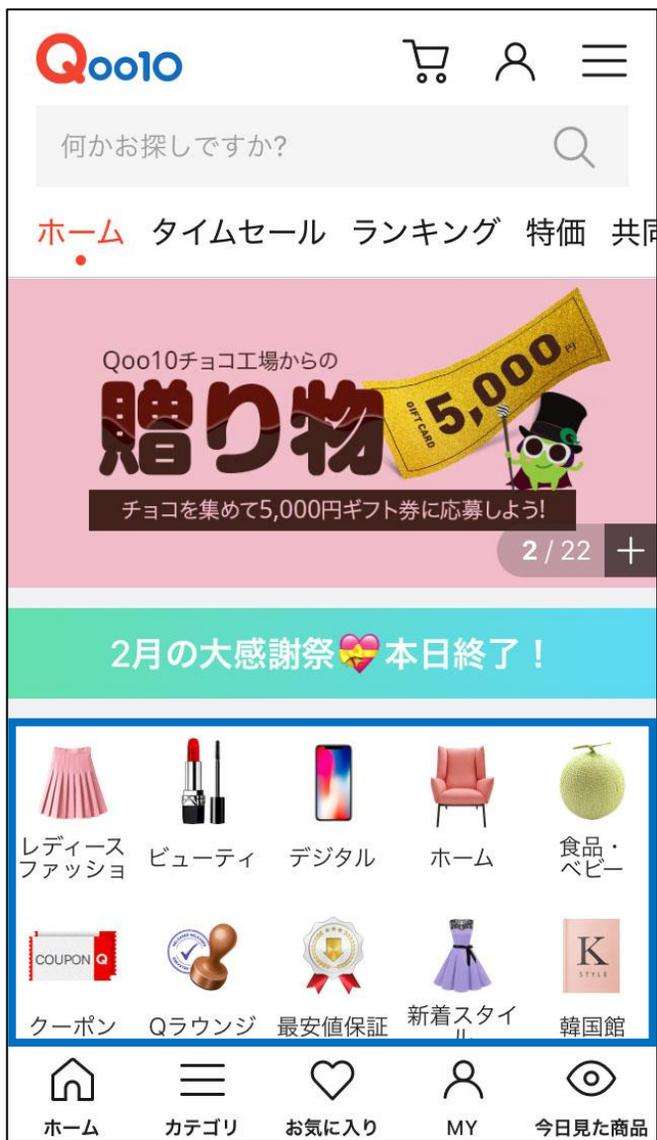 Qoo10
何かお探しですか?
ホーム タイムセール ランキング 特価 共同
Qoo10チョコ工場からの
贈り物
GIFT CARD
5,000円
チョコを集めて5,000円ギフト券に応募しよう!
2 / 22 +
2月の大感謝祭💝本日終了！
レディース
ファッショ
ビューティ
デジタル
ホーム
食品・
ベビー
COUPON Q
K
STYLE
クーポン
Qラウンジ
最安値保証
新着スタイ
ル
韓国館
ホーム
カテゴリ
お気に入り
MY
今日見た商品